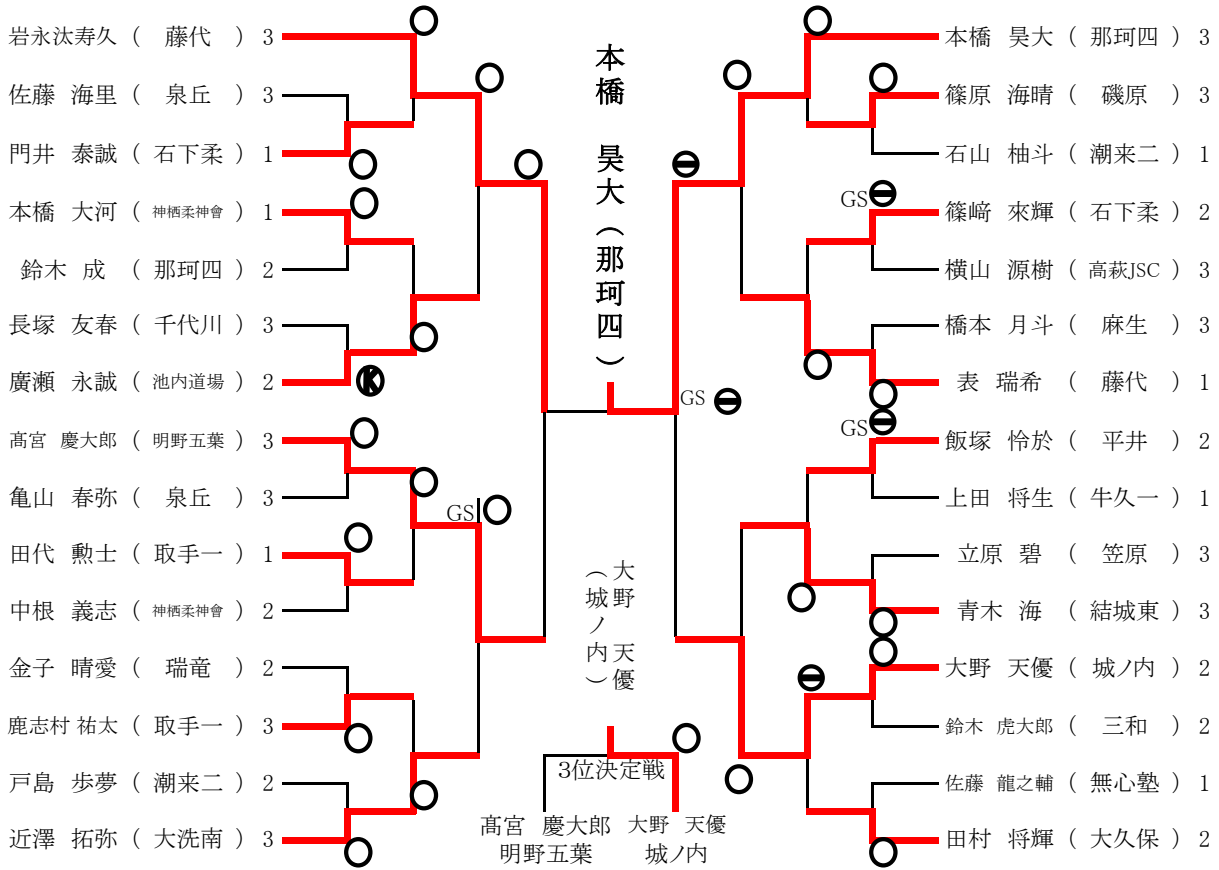 岩永汰寿久 （ 藤代 ） 3
佐藤 海里 （ 泉丘 ） 3
門井 泰誠 （ 石下柔 ） 1
本橋 大河 （ 神栖柔神會 ） 1
鈴木 成 （ 那珂四 ） 2
長塚 友春 （ 千代川 ） 3
廣瀬 永誠 （ 池内道場 ） 2
髙宮 慶大郎 （ 明野五葉 ） 3
亀山 春弥 （ 泉丘 ） 3
田代 勲士 （ 取手一 ） 1
中根 義志 （ 神栖柔神會 ） 2
金子 晴愛 （ 瑞竜 ） 2
鹿志村 祐太 （ 取手一 ） 3
戸島 歩夢 （ 潮来二 ） 2
近澤 拓弥 （ 大洗南 ） 3
K
GS
本橋 昊大（那珂四）
GS
大野 天優
（城ノ内）
3位決定戦
髙宮 慶大郎 大野 天優
明野五葉 城ノ内
GS
GS
本橋 昊大 （ 那珂四 ） 3
篠原 海晴 （ 磯原 ） 3
石山 柚斗 （ 潮来二 ） 1
篠﨑 來輝 （ 石下柔 ） 2
横山 源樹 （ 高萩JSC ） 3
橋本 月斗 （ 麻生 ） 3
表 瑞希 （ 藤代 ） 1
飯塚 怜於 （ 平井 ） 2
上田 将生 （ 牛久一 ） 1
立原 碧 （ 笠原 ） 3
青木 海 （ 結城東 ） 3
大野 天優 （ 城ノ内 ） 2
鈴木 虎大郎 （ 三和 ） 2
佐藤 龍之輔 （ 無心塾 ） 1
田村 将輝 （ 大久保 ） 2